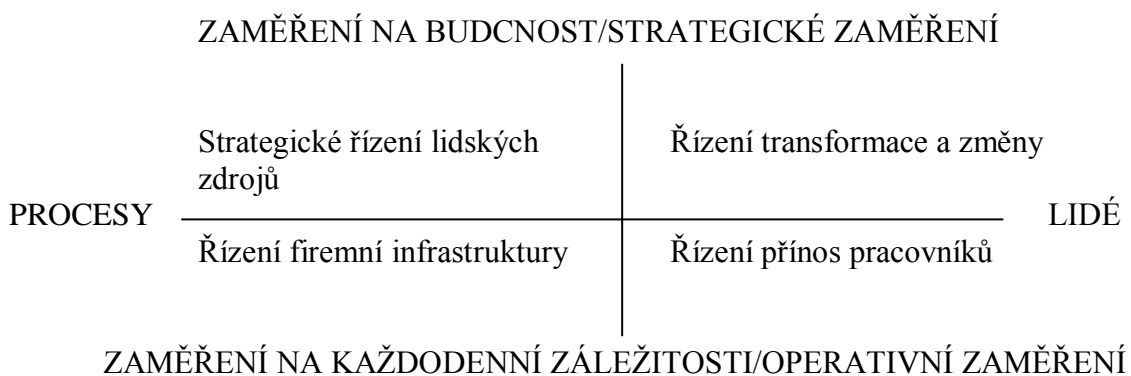 ZAMĚŘENÍ NA BUDCNOST/STRATEGICKÉ ZAMĚŘENÍ
Strategické řízení lidských
zdrojů
Řízení transformace a změny
PROCESY
LIDÉ
Řízení firemní infrastruktury
Řízení přínos pracovníků
ZAMĚŘENÍ NA KAŽDODENNÍ ZÁLEŽITOSTI/OPERATIVNÍ ZAMĚŘENÍ